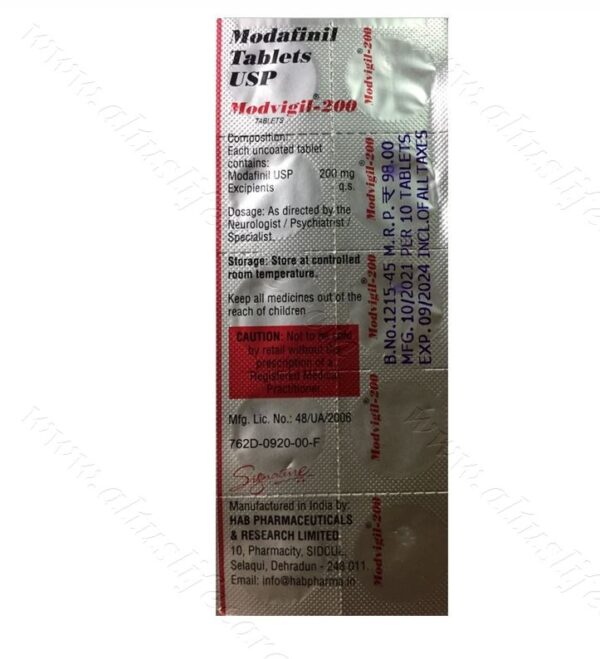 Modafinil
Tablets
USP
Modvigil®-200
TABLETS
Composition:
Each uncoated tablet
contains:
Modafinil USP 200 mg
Excipients q.s.
Dosage: As directed by the
Neurologist / Psychiatrist /
Specialist.
Storage: Store at controlled
room temperature.
Keep all medicines out of the
reach of children
CAUTION: Not to be sold
by retail without the
prescription of a
Registered Medical
Practitioner.
Mfg. Lic. No.: 48/UA/2006
762D-0920-00-F
Signature
Manufactured in India by:
HAB PHARMACEUTICALS
& RESEARCH LIMITED
10, Pharmacity, SIDCUL,
Selaqui, Dehradun - 248 011.
Email: info@habpharma.in
Modvigil®-200
Modvigil®-200
Modvigil®-200
Modvigil®-200
Modvigil®-200
B.No.1215-45 M.R.P. ₹ 98.00
MFG. 10/2021 PER 10 TABLETS
EXP. 09/2024 INCL.OF ALL TAXES